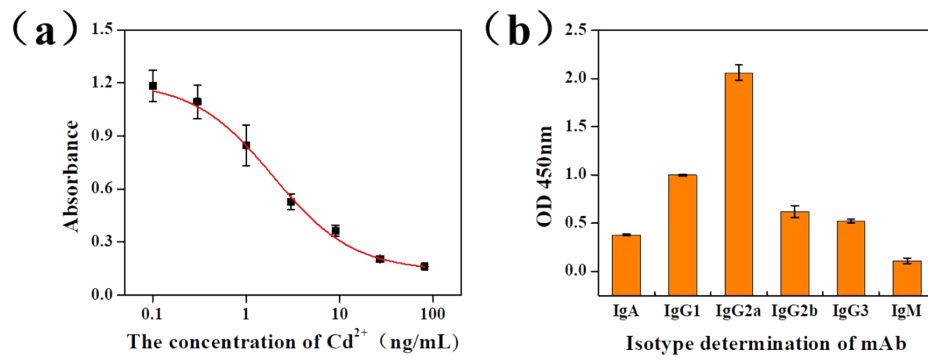 （a）
1.5
1.2
0.9
0.6
0.3
0.0
Absorbance
0.1 1 10 100
The concentration of Cd²⁺（ng/mL）
（b）
2.5
2.0
1.5
1.0
0.5
0.0
OD 450nm
IgA IgG1 IgG2a IgG2b IgG3 IgM
Isotype determination of mAb